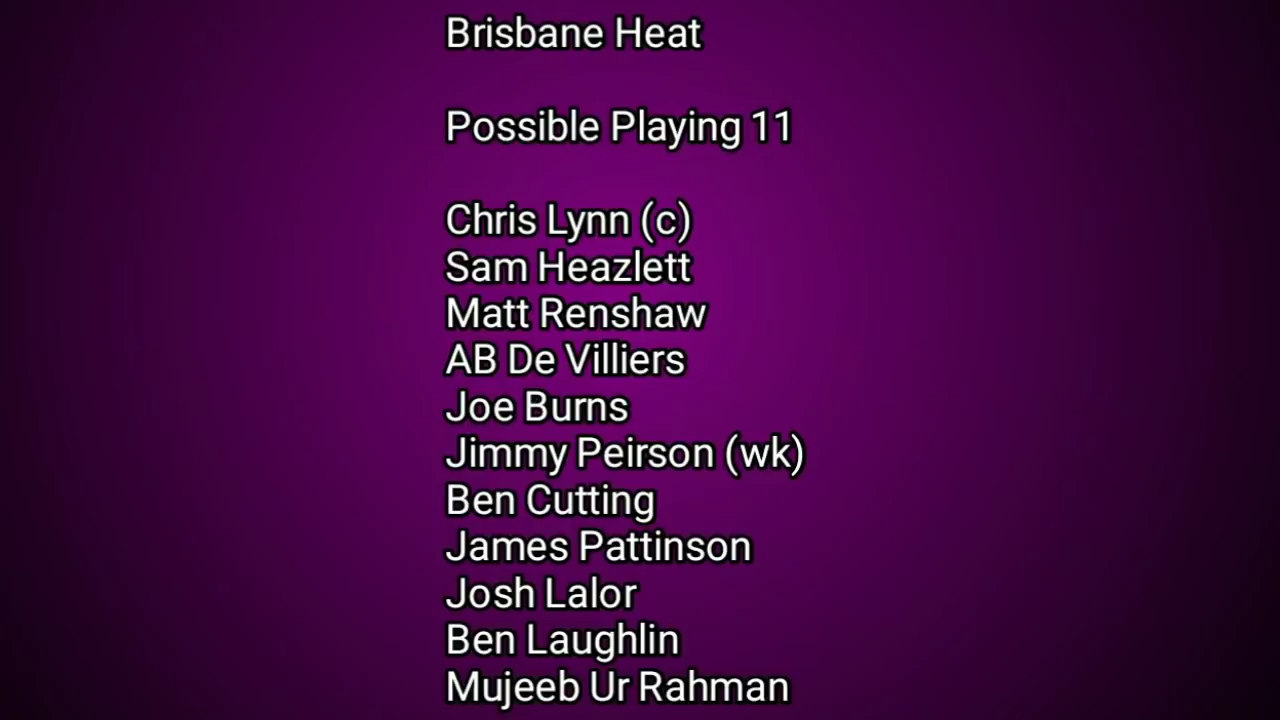 Brisbane Heat
Possible Playing 11
Chris Lynn (c)
Sam Heazlett
Matt Renshaw
AB De Villiers
Joe Burns
Jimmy Peirson (wk)
Ben Cutting
James Pattinson
Josh Lalor
Ben Laughlin
Mujeeb Ur Rahman